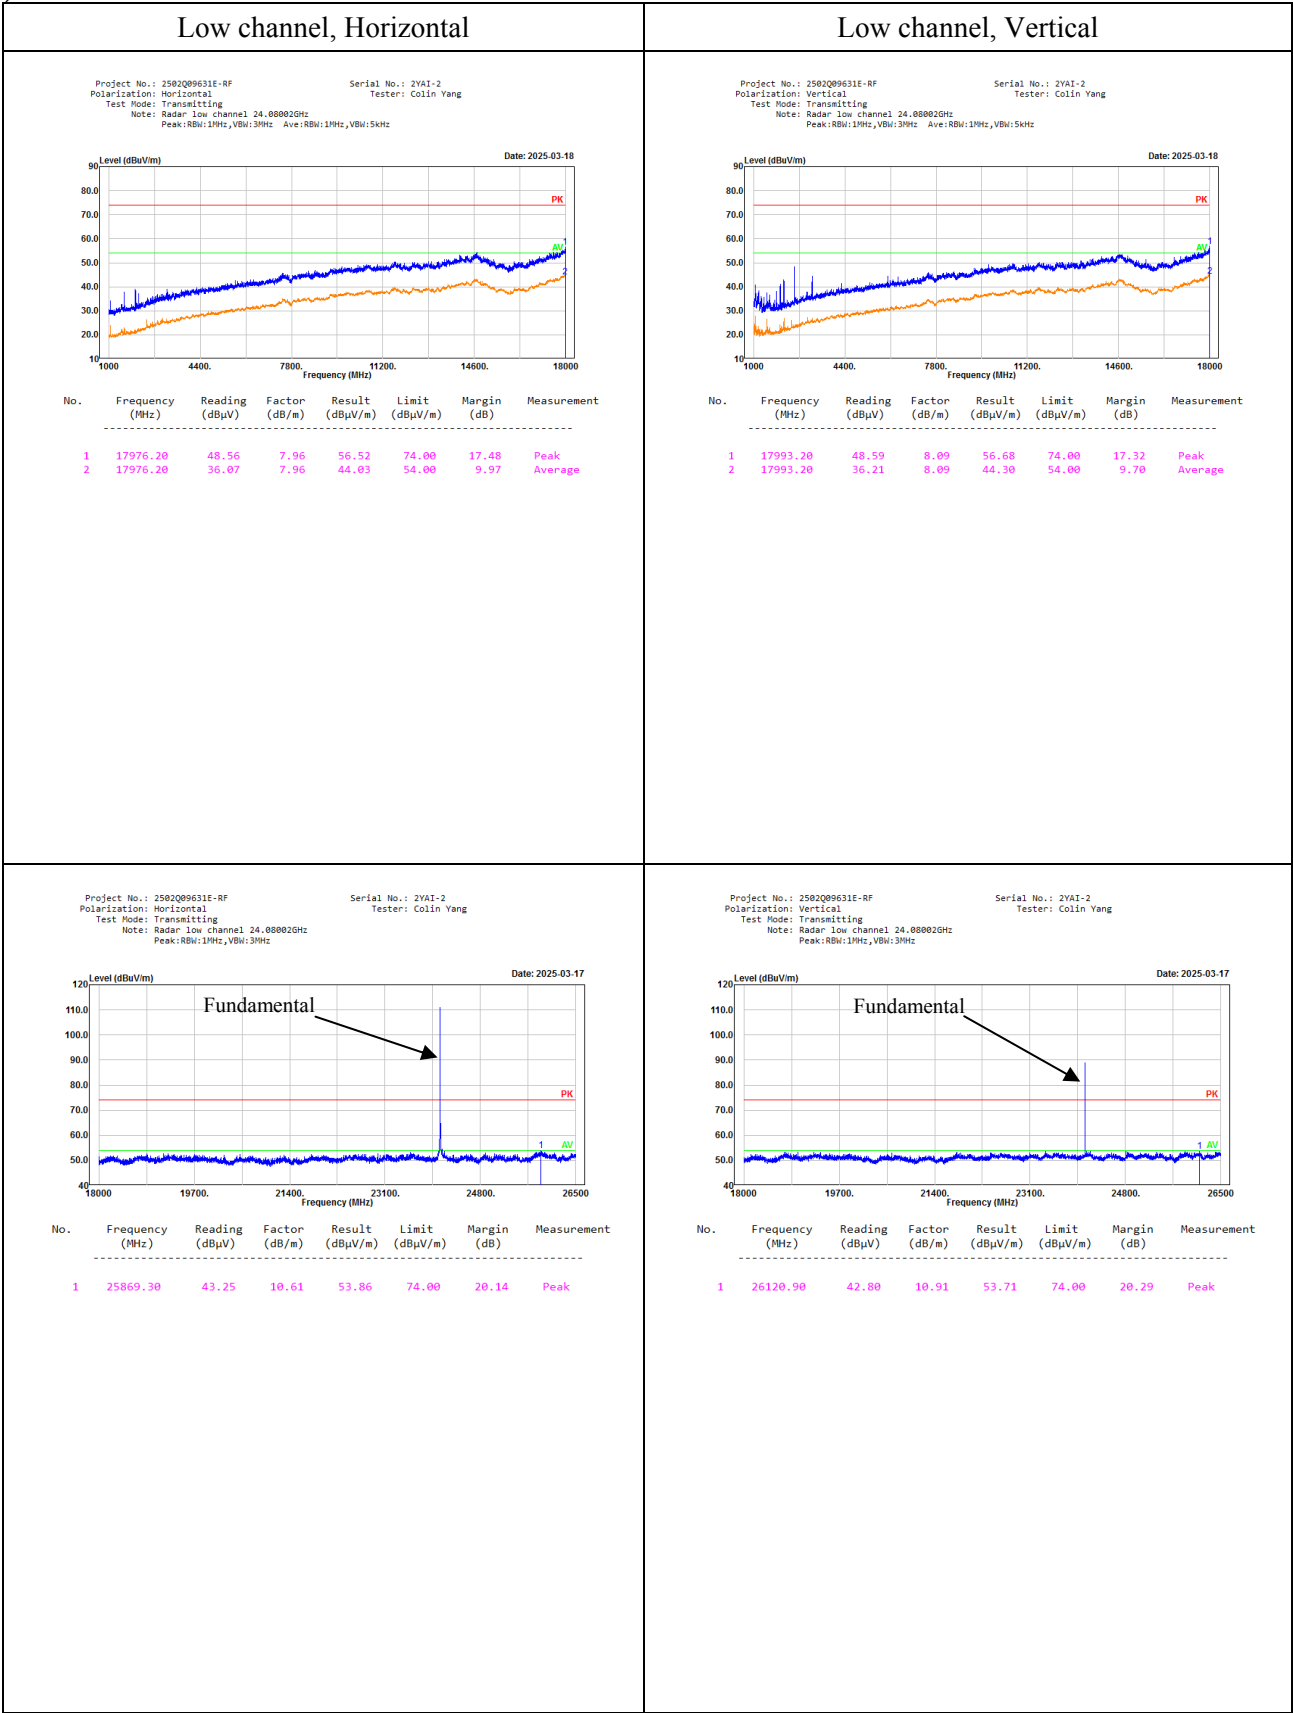 Low channel, Horizontal
Project No.: 2502Q09631E-RF Serial No.: 2YAI-2
Polarization: Horizontal Tester: Colin Yang
Test Mode: Transmitting
Note: Radar low channel 24.08002GHz
Peak:RBW:1MHz,VBW:3MHz Ave:RBW:1MHz,VBW:5kHz
Level (dBuV/m) Date: 2025-03-18
90
80.0
PK
70.0
60.0
1
AV
50.0
2
40.0
30.0
20.0
10
1000 4400. 7800. 11200. 14600. 18000
Frequency (MHz)
No. Frequency Reading Factor Result Limit Margin Measurement
(MHz) (dBμV) (dB/m) (dBμV/m) (dBμV/m) (dB)
1 17976.20 48.56 7.96 56.52 74.00 17.48 Peak
2 17976.20 36.07 7.96 44.03 54.00 9.97 Average
Low channel, Vertical
Project No.: 2502Q09631E-RF Serial No.: 2YAI-2
Polarization: Vertical Tester: Colin Yang
Test Mode: Transmitting
Note: Radar low channel 24.08002GHz
Peak:RBW:1MHz,VBW:3MHz Ave:RBW:1MHz,VBW:5kHz
Level (dBuV/m) Date: 2025-03-18
90
80.0
PK
70.0
60.0
1
AV
50.0
2
40.0
30.0
20.0
10
1000 4400. 7800. 11200. 14600. 18000
Frequency (MHz)
No. Frequency Reading Factor Result Limit Margin Measurement
(MHz) (dBμV) (dB/m) (dBμV/m) (dBμV/m) (dB)
1 17993.20 48.59 8.09 56.68 74.00 17.32 Peak
2 17993.20 36.21 8.09 44.30 54.00 9.70 Average
Project No.: 2502Q09631E-RF Serial No.: 2YAI-2
Polarization: Horizontal Tester: Colin Yang
Test Mode: Transmitting
Note: Radar low channel 24.08002GHz
Peak:RBW:1MHz,VBW:3MHz
Level (dBuV/m) Date: 2025-03-17
120
Fundamental
110.0
100.0
90.0
80.0
PK
70.0
60.0
1 AV
50.0
40
18000 19700. 21400. 23100. 24800. 26500
Frequency (MHz)
No. Frequency Reading Factor Result Limit Margin Measurement
(MHz) (dBμV) (dB/m) (dBμV/m) (dBμV/m) (dB)
1 25869.30 43.25 10.61 53.86 74.00 20.14 Peak
Project No.: 2502Q09631E-RF Serial No.: 2YAI-2
Polarization: Vertical Tester: Colin Yang
Test Mode: Transmitting
Note: Radar low channel 24.08002GHz
Peak:RBW:1MHz,VBW:3MHz
Level (dBuV/m) Date: 2025-03-17
120
Fundamental
110.0
100.0
90.0
80.0
PK
70.0
60.0
1 AV
50.0
40
18000 19700. 21400. 23100. 24800. 26500
Frequency (MHz)
No. Frequency Reading Factor Result Limit Margin Measurement
(MHz) (dBμV) (dB/m) (dBμV/m) (dBμV/m) (dB)
1 26120.90 42.80 10.91 53.71 74.00 20.29 Peak